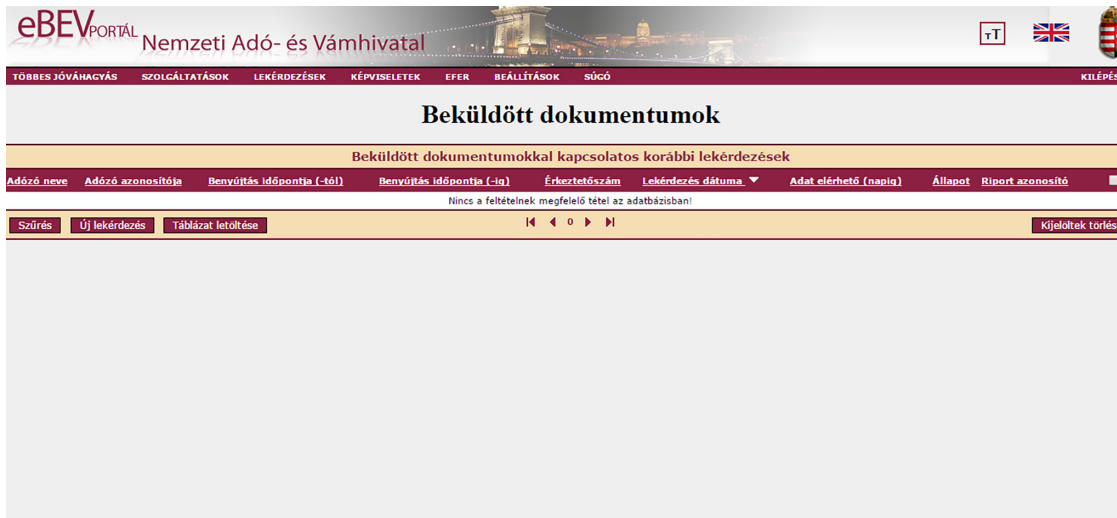 eBEV PORTÁL
Nemzeti Adó- és Vámhivatal
TT
TÖBBES JÓVÁHAGYÁS SZOLGÁLTATÁSOK LEKÉRDEZÉSEK KÉPVISELETEK EFER BEÁLLÍTÁSOK SÚGÓ KILÉPÉS
Beküldött dokumentumok
Beküldött dokumentumokkal kapcsolatos korábbi lekérdezések
Adózó neve Adózó azonosítója Benyújtás időpontja (-tól) Benyújtás időpontja (-ig) Érkeztetőszám Lekérdezés dátuma Adat elérhető (napig) Állapot Riport azonosító
Nincs a feltételnek megfelelő tétel az adatbázisban!
Szűrés Új lekérdezés Táblázat letöltése 0 Kijelöltek törlés